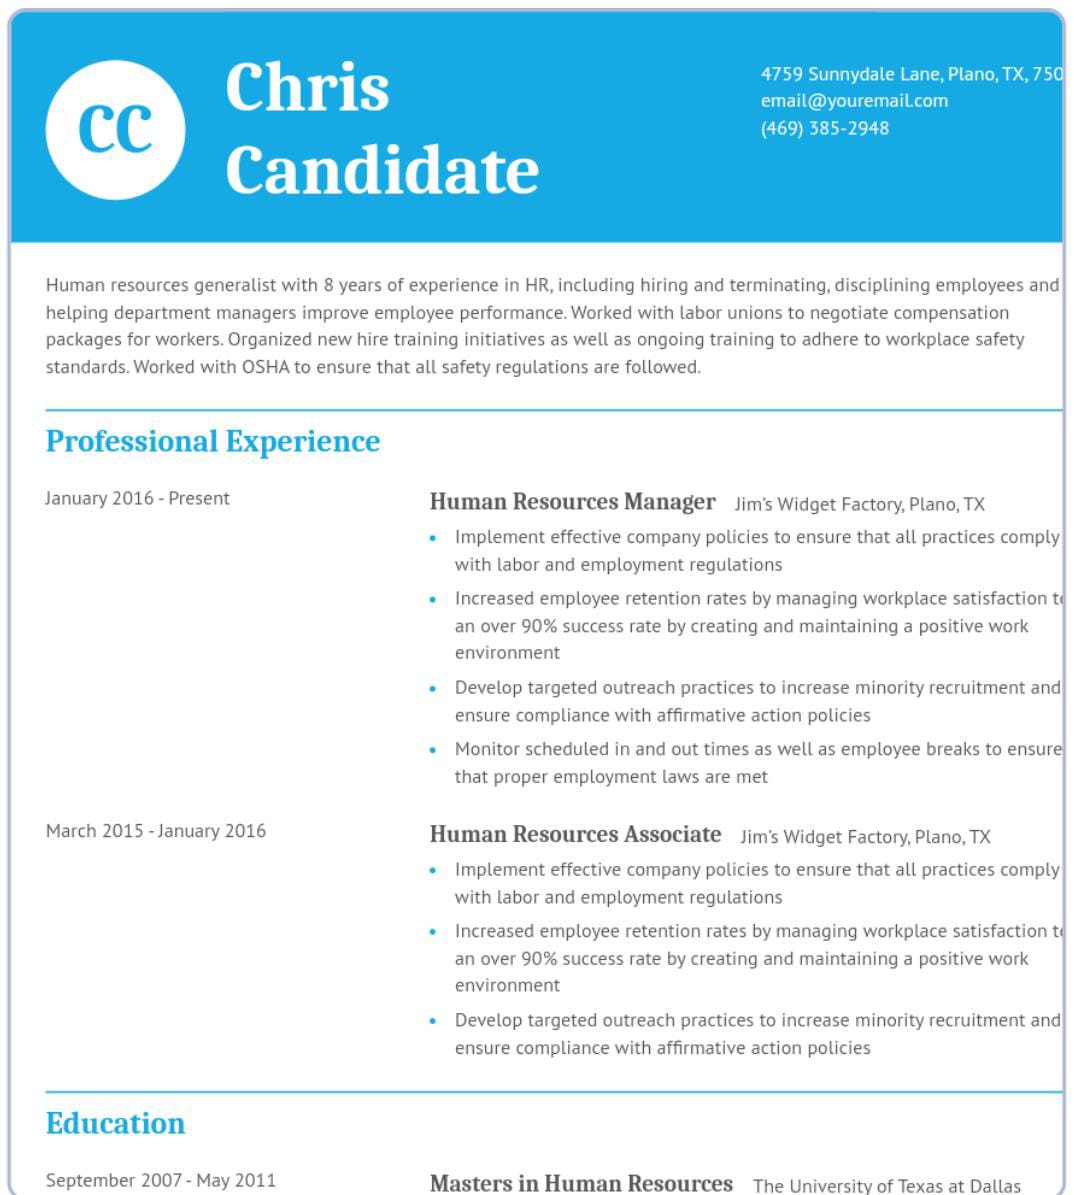 CC
Chris
Candidate
4759 Sunnydale Lane, Plano, TX, 750
email@youremail.com
(469) 385-2948
Human resources generalist with 8 years of experience in HR, including hiring and terminating, disciplining employees and
helping department managers improve employee performance. Worked with labor unions to negotiate compensation
packages for workers. Organized new hire training initiatives as well as ongoing training to adhere to workplace safety
standards. Worked with OSHA to ensure that all safety regulations are followed.
Professional Experience
January 2016 - Present
Human Resources Manager Jim's Widget Factory, Plano, TX
• Implement effective company policies to ensure that all practices comply
with labor and employment regulations
• Increased employee retention rates by managing workplace satisfaction to
an over 90% success rate by creating and maintaining a positive work
environment
• Develop targeted outreach practices to increase minority recruitment and
ensure compliance with affirmative action policies
• Monitor scheduled in and out times as well as employee breaks to ensure
that proper employment laws are met
March 2015 - January 2016
Human Resources Associate Jim's Widget Factory, Plano, TX
• Implement effective company policies to ensure that all practices comply
with labor and employment regulations
• Increased employee retention rates by managing workplace satisfaction to
an over 90% success rate by creating and maintaining a positive work
environment
• Develop targeted outreach practices to increase minority recruitment and
ensure compliance with affirmative action policies
Education
September 2007 - May 2011
Masters in Human Resources The University of Texas at Dallas